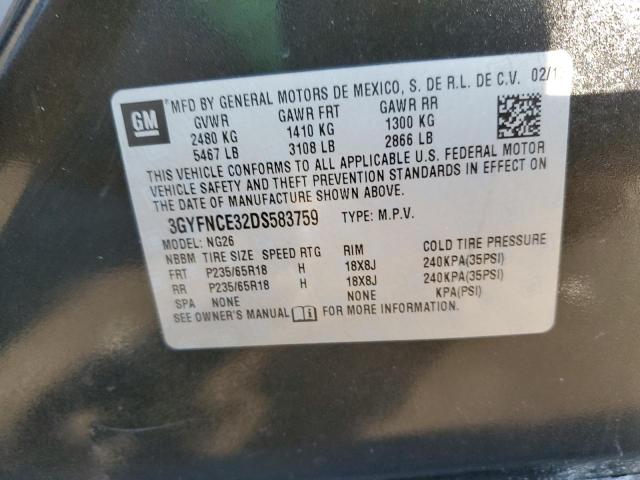 GM
MFD BY GENERAL MOTORS DE MEXICO, S. DE R.L. DE C.V. 02/1
GVWR GAWR FRT GAWR RR
2480 KG 1410 KG 1300 KG
5467 LB 3108 LB 2866 LB
THIS VEHICLE CONFORMS TO ALL APPLICABLE U.S. FEDERAL MOTOR
VEHICLE SAFETY AND THEFT PREVENTION STANDARDS IN EFFECT ON
THE DATE OF MANUFACTURE SHOWN ABOVE.
3GYFNCE32DS583759 TYPE: M.P.V.
MODEL: NG26
NBBM TIRE SIZE SPEED RTG RIM COLD TIRE PRESSURE
FRT P235/65R18 H 18X8J 240KPA(35PSI)
RR P235/65R18 H 18X8J 240KPA(35PSI)
SPA NONE NONE KPA(PSI)
SEE OWNER'S MANUAL FOR MORE INFORMATION.